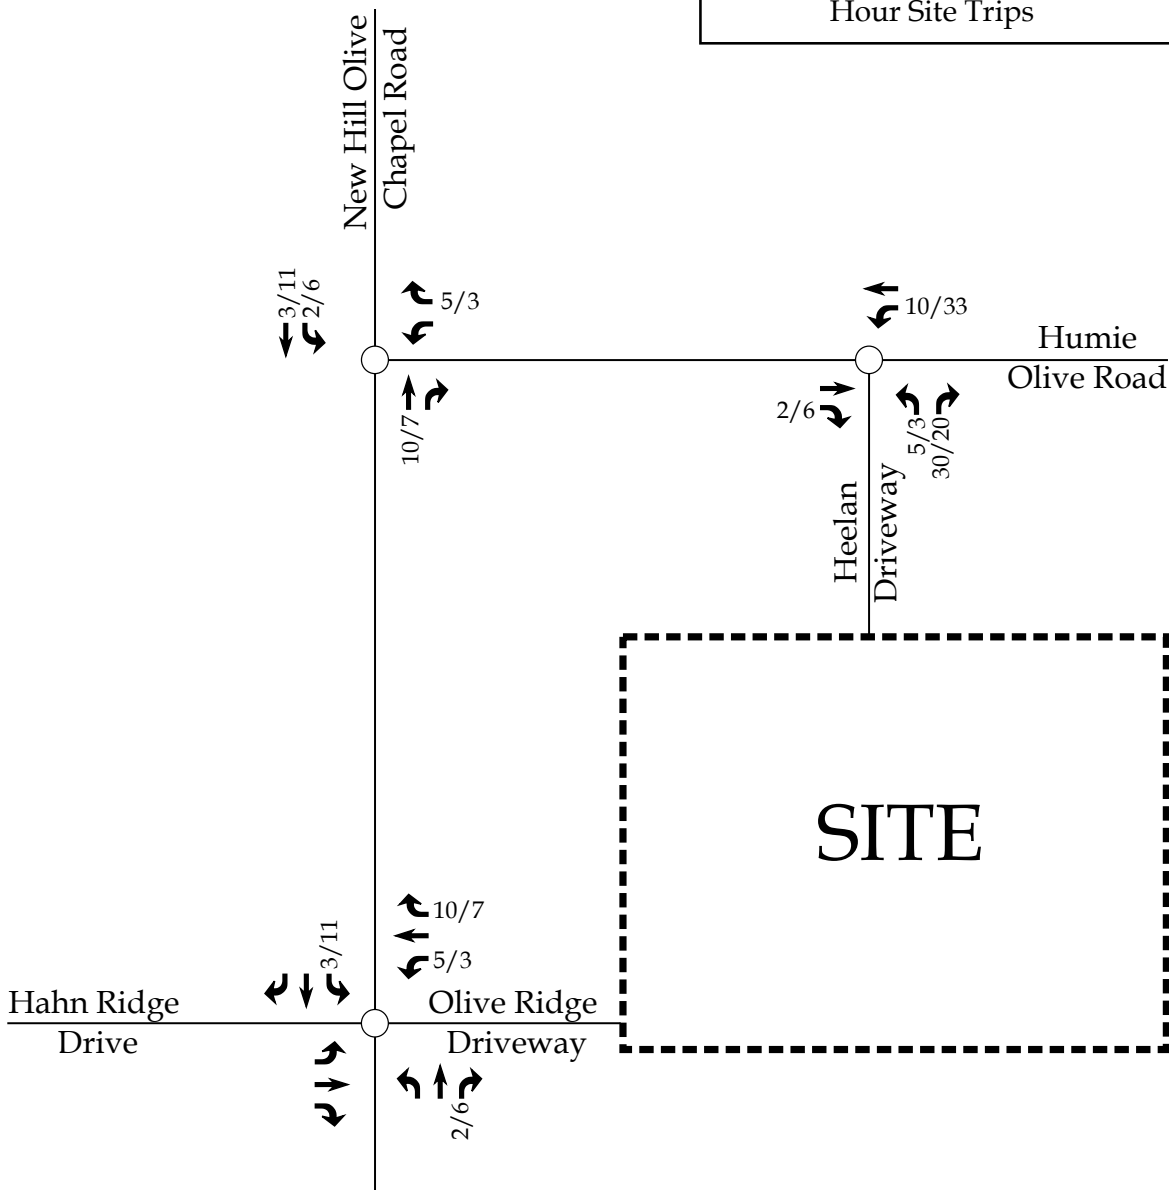 Hour Site Trips
New Hill Olive
Chapel Road
3/11
2/6
5/3
10/33
Humie
Olive Road
10/7
2/6
5/3
30/20
Heelan
Driveway
SITE
3/11
10/7
5/3
Hahn Ridge
Drive
Olive Ridge
Driveway
2/6